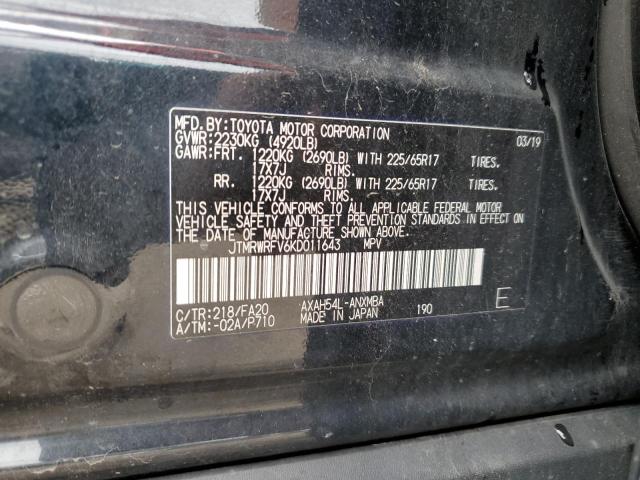 MFD.BY:TOYOTA MOTOR CORPORATION 03/19
GVWR:2230KG (4920LB)
GAWR:FRT. 1220KG (2690LB) WITH 225/65R17 TIRES.
17X7J RIMS.
RR. 1220KG (2690LB) WITH 225/65R17 TIRES.
17X7J RIMS.
THIS VEHICLE CONFORMS TO ALL APPLICABLE FEDERAL MOTOR
VEHICLE SAFETY AND THEFT PREVENTION STANDARDS IN EFFECT ON
THE DATE OF MANUFACTURE SHOWN ABOVE.
JTMRWRFV6KD011643 MPV
C/TR:218/FA20 AXAH54L-ANXMBA 190 E
A/TM:-02A/P710 MADE IN JAPAN